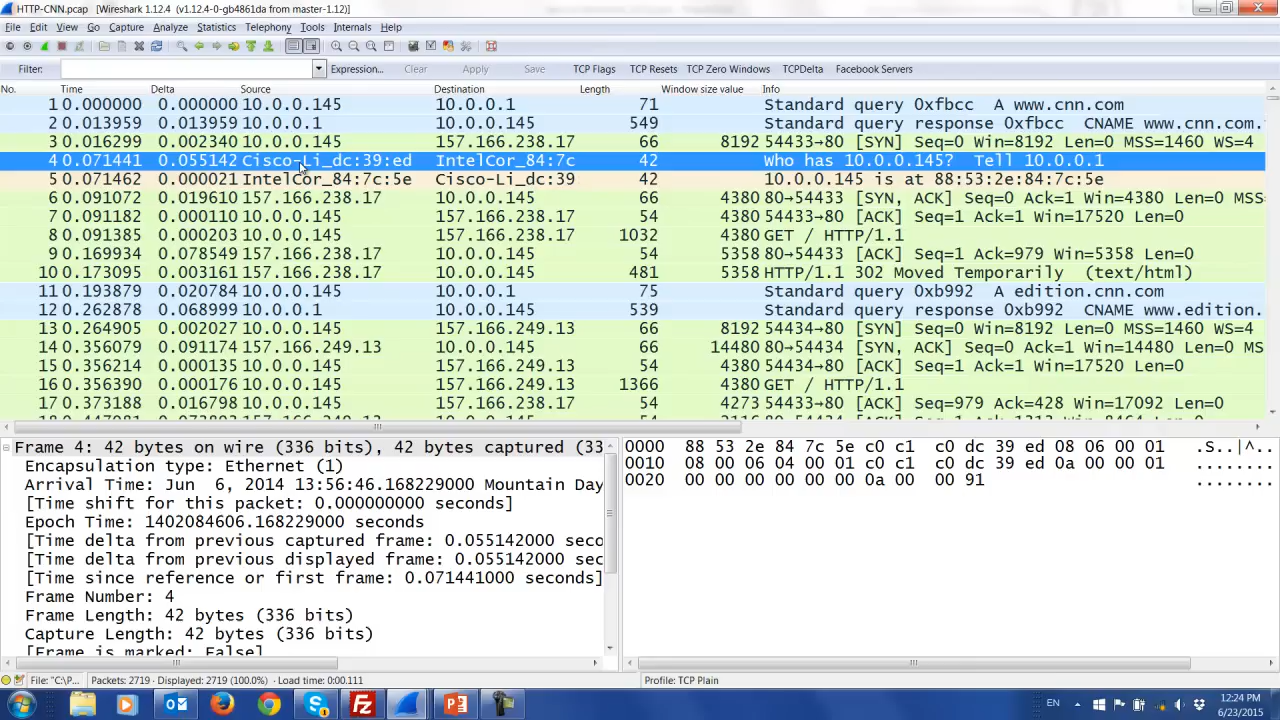 HTTP-CNN.pcap [Wireshark 1.12.4 (v1.12.4-0-gb4861da from master-1.12)]
File Edit View Go Capture Analyze Statistics Telephony Tools Internals Help
Filter: Expression... Clear Apply Save TCP Flags TCP Resets TCP Zero Windows TCPDelta Facebook Servers
No. Time Delta Source Destination Length Window size value Info
1 0.000000 0.000000 10.0.0.145 10.0.0.1 71 Standard query 0xfbcc A www.cnn.com
2 0.013959 0.013959 10.0.0.1 10.0.0.145 549 Standard query response 0xfbcc CNAME www.cnn.com.
3 0.016299 0.002340 10.0.0.145 157.166.238.17 66 8192 54433→80 [SYN] Seq=0 Win=8192 Len=0 MSS=1460 WS=4
4 0.071441 0.055142 Cisco-Li_dc:39:ed IntelCor_84:7c 42 Who has 10.0.0.145? Tell 10.0.0.1
5 0.071462 0.000021 IntelCor_84:7c:5e Cisco-Li_dc:39 42 10.0.0.145 is at 88:53:2e:84:7c:5e
6 0.091072 0.019610 157.166.238.17 10.0.0.145 66 4380 80→54433 [SYN, ACK] Seq=0 Ack=1 Win=4380 Len=0 MSS=
7 0.091182 0.000110 10.0.0.145 157.166.238.17 54 4380 54433→80 [ACK] Seq=1 Ack=1 Win=17520 Len=0
8 0.091385 0.000203 10.0.0.145 157.166.238.17 1032 4380 GET / HTTP/1.1
9 0.169934 0.078549 157.166.238.17 10.0.0.145 54 5358 80→54433 [ACK] Seq=1 Ack=979 Win=5358 Len=0
10 0.173095 0.003161 157.166.238.17 10.0.0.145 481 5358 HTTP/1.1 302 Moved Temporarily (text/html)
11 0.193879 0.020784 10.0.0.145 10.0.0.1 75 Standard query 0xb992 A edition.cnn.com
12 0.262878 0.068999 10.0.0.1 10.0.0.145 539 Standard query response 0xb992 CNAME www.edition.
13 0.264905 0.002027 10.0.0.145 157.166.249.13 66 8192 54434→80 [SYN] Seq=0 Win=8192 Len=0 MSS=1460 WS=4
14 0.356079 0.091174 157.166.249.13 10.0.0.145 66 14480 80→54434 [SYN, ACK] Seq=0 Ack=1 Win=14480 Len=0 MS
15 0.356214 0.000135 10.0.0.145 157.166.249.13 54 4380 54434→80 [ACK] Seq=1 Ack=1 Win=17520 Len=0
16 0.356390 0.000176 10.0.0.145 157.166.249.13 1366 4380 GET / HTTP/1.1
17 0.373188 0.016798 10.0.0.145 157.166.238.17 54 4273 54433→80 [ACK] Seq=979 Ack=428 Win=17092 Len=0
Frame 4: 42 bytes on wire (336 bits), 42 bytes captured (33
Encapsulation type: Ethernet (1)
Arrival Time: Jun 6, 2014 13:56:46.168229000 Mountain Day
[Time shift for this packet: 0.000000000 seconds]
Epoch Time: 1402084606.168229000 seconds
[Time delta from previous captured frame: 0.055142000 seco
[Time delta from previous displayed frame: 0.055142000 sec
[Time since reference or first frame: 0.071441000 seconds]
Frame Number: 4
Frame Length: 42 bytes (336 bits)
Capture Length: 42 bytes (336 bits)
[Frame is marked: False]
0000 88 53 2e 84 7c 5e c0 c1 c0 dc 39 ed 08 06 00 01 .S..|^..
0010 08 00 06 04 00 01 c0 c1 c0 dc 39 ed 0a 00 00 01 ........
0020 00 00 00 00 00 00 0a 00 00 91 ........
File: "C:\P... Packets: 2719 · Displayed: 2719 (100.0%) · Load time: 0:00.111 Profile: TCP Plain
EN 12:24 PM
6/23/2015